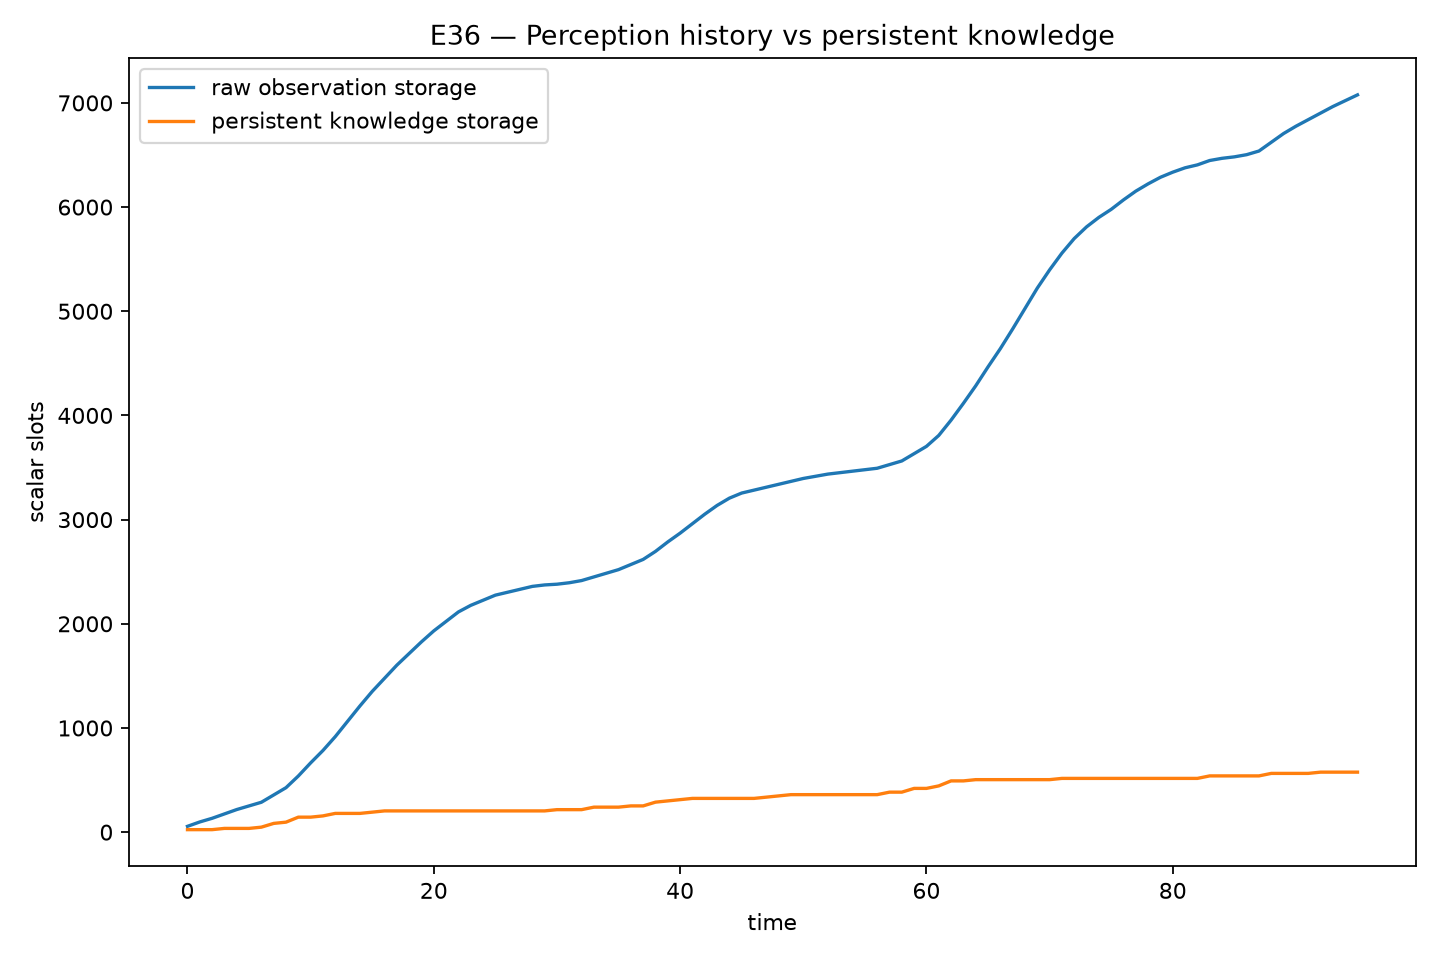 E36 — Perception history vs persistent knowledge
raw observation storage
persistent knowledge storage
7000
6000
5000
4000
3000
2000
1000
0
scalar slots
0 20 40 60 80
time